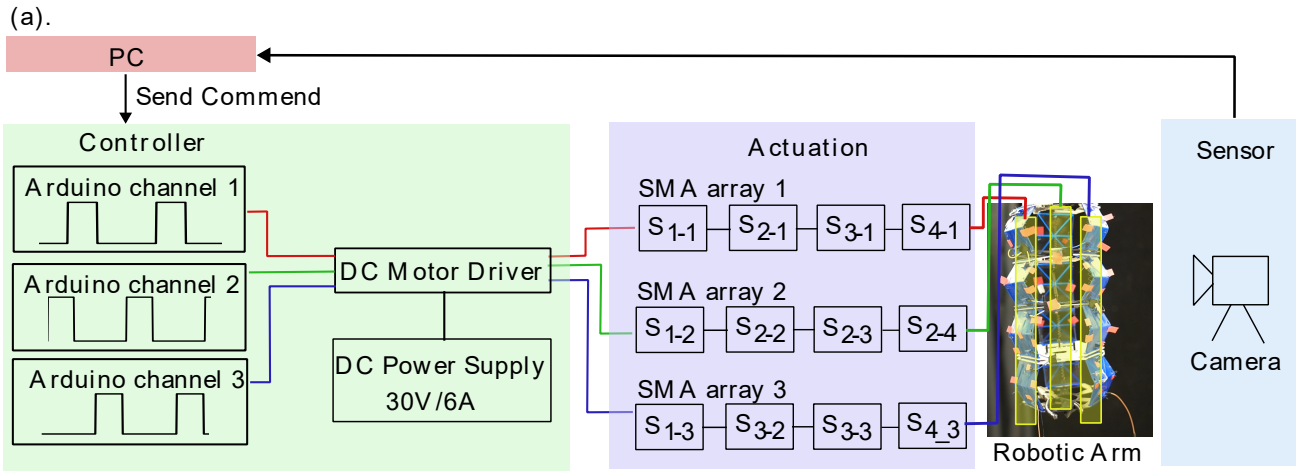 (a).
PC
Send Commend
Controller
Arduino channel 1
Arduino channel 2
Arduino channel 3
DC Motor Driver
DC Power Supply
30V/6A
Actuation
SMA array 1
S1-1 S2-1 S3-1 S4-1
SMA array 2
S1-2 S2-2 S2-3 S2-4
SMA array 3
S1-3 S3-2 S3-3 S4_3
Robotic Arm
Sensor
Camera